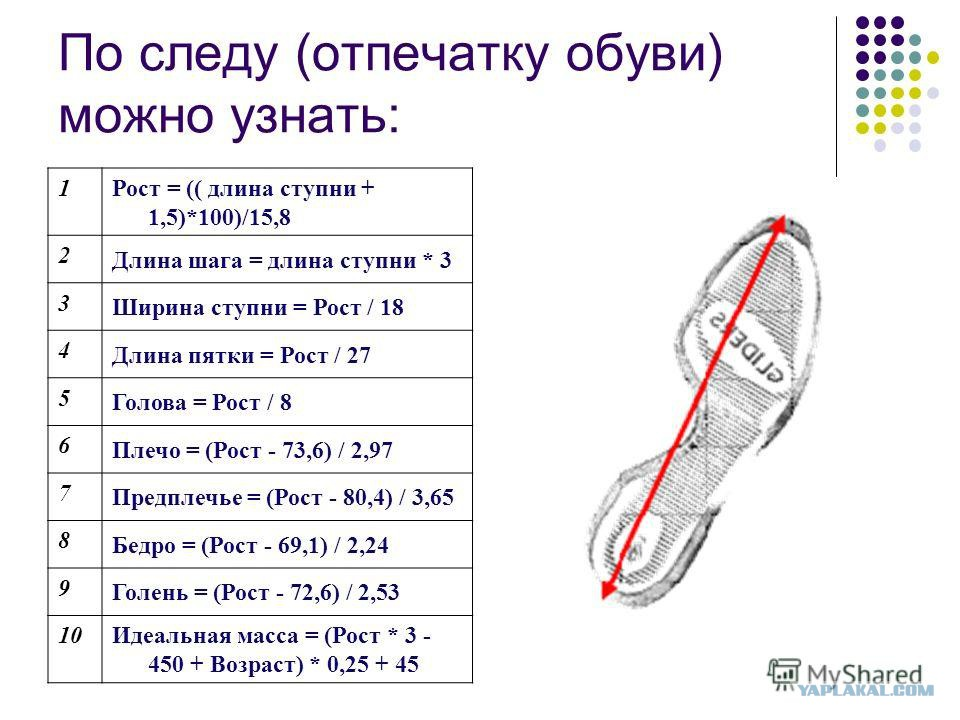 По следу (отпечатку обуви)
можно узнать:
1 Рост = (( длина ступни +
1,5)*100)/15,8
2 Длина шага = длина ступни * 3
3 Ширина ступни = Рост / 18
4 Длина пятки = Рост / 27
5 Голова = Рост / 8
6 Плечо = (Рост - 73,6) / 2,97
7 Предплечье = (Рост - 80,4) / 3,65
8 Бедро = (Рост - 69,1) / 2,24
9 Голень = (Рост - 72,6) / 2,53
10 Идеальная масса = (Рост * 3 -
450 + Возраст) * 0,25 + 45
GLIDERS
MyShared
YAPLAKAL.COM